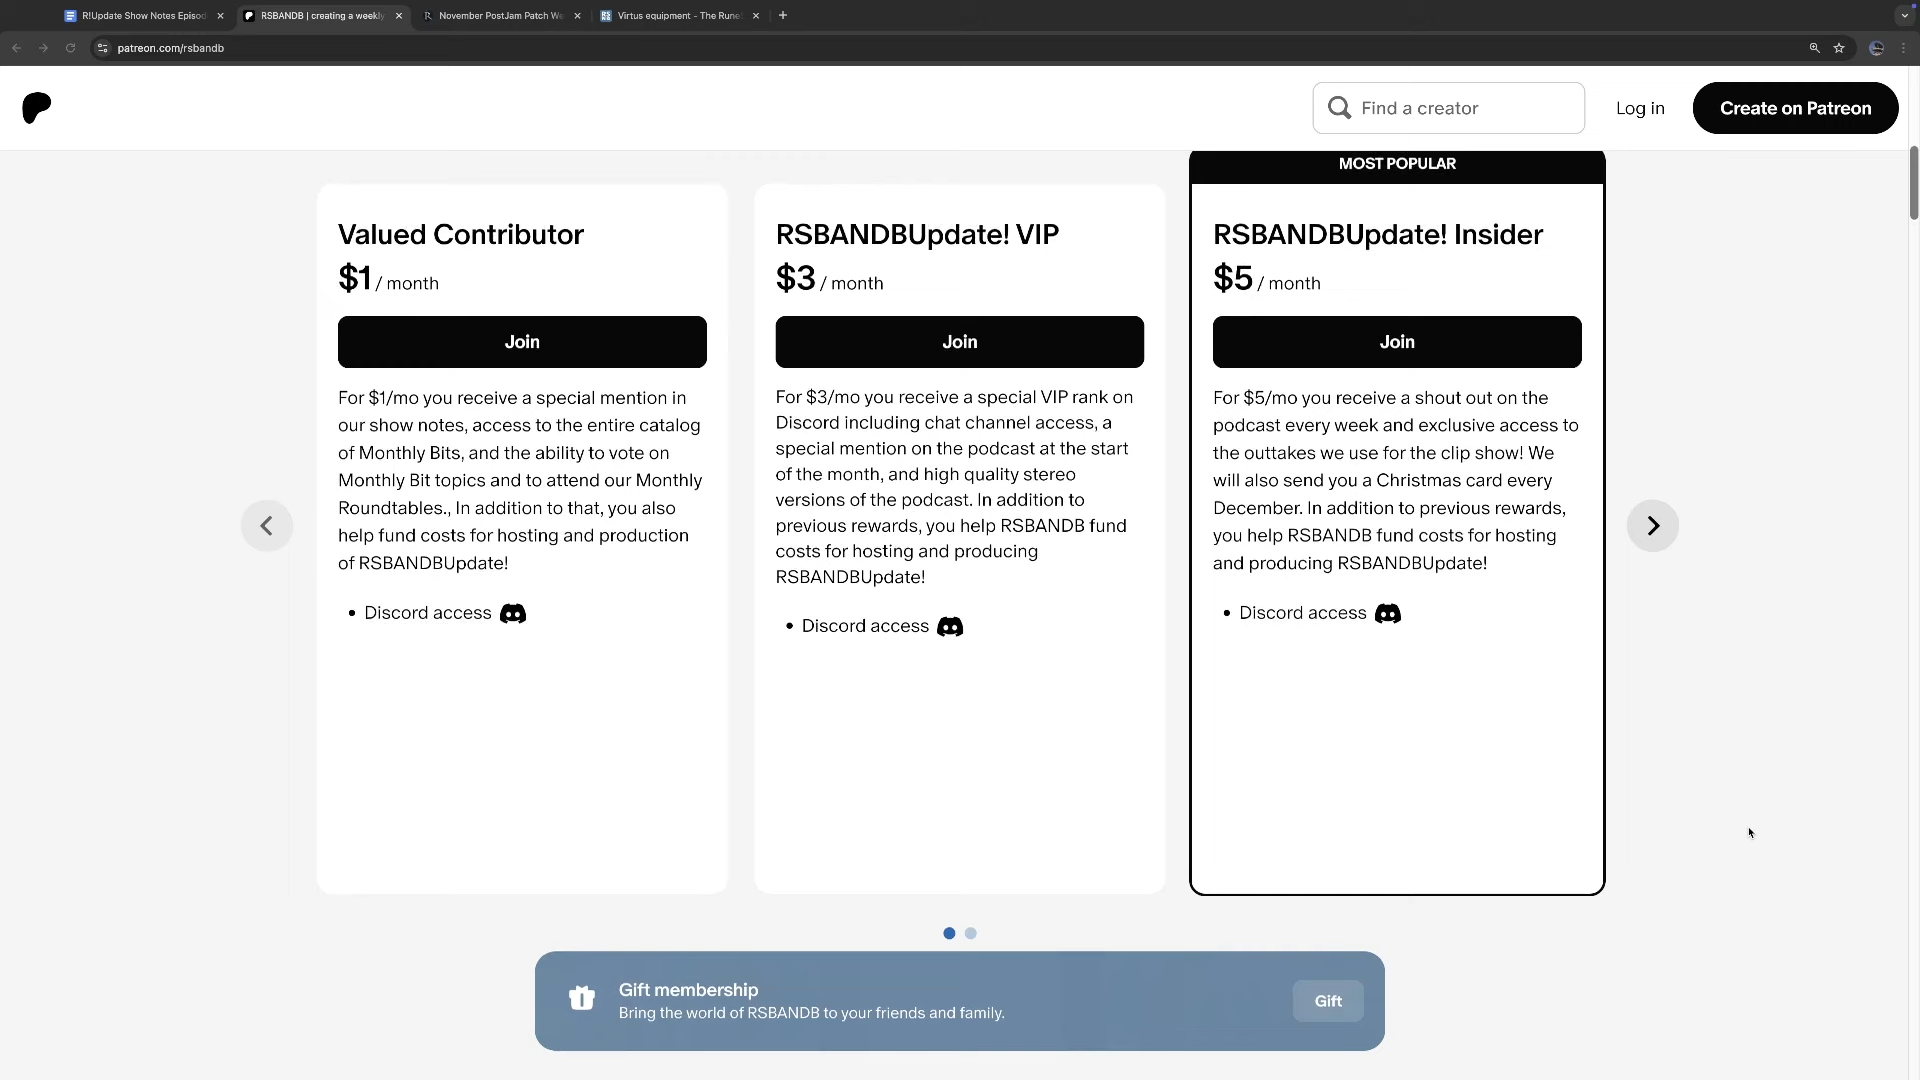 R!Update Show Notes Episod
RSBANDB | creating a weekly
November PostJam Patch We
Virtus equipment - The Rune
patreon.com/rsbandb
Find a creator
Log in
Create on Patreon
MOST POPULAR
Valued Contributor
$1 / month
Join
For $1/mo you receive a special mention in
our show notes, access to the entire catalog
of Monthly Bits, and the ability to vote on
Monthly Bit topics and to attend our Monthly
Roundtables., In addition to that, you also
help fund costs for hosting and production
of RSBANDBUpdate!
• Discord access
RSBANDBUpdate! VIP
$3 / month
Join
For $3/mo you receive a special VIP rank on
Discord including chat channel access, a
special mention on the podcast at the start
of the month, and high quality stereo
versions of the podcast. In addition to
previous rewards, you help RSBANDB fund
costs for hosting and producing
RSBANDBUpdate!
• Discord access
RSBANDBUpdate! Insider
$5 / month
Join
For $5/mo you receive a shout out on the
podcast every week and exclusive access to
the outtakes we use for the clip show! We
will also send you a Christmas card every
December. In addition to previous rewards,
you help RSBANDB fund costs for hosting
and producing RSBANDBUpdate!
• Discord access
Gift membership
Bring the world of RSBANDB to your friends and family.
Gift